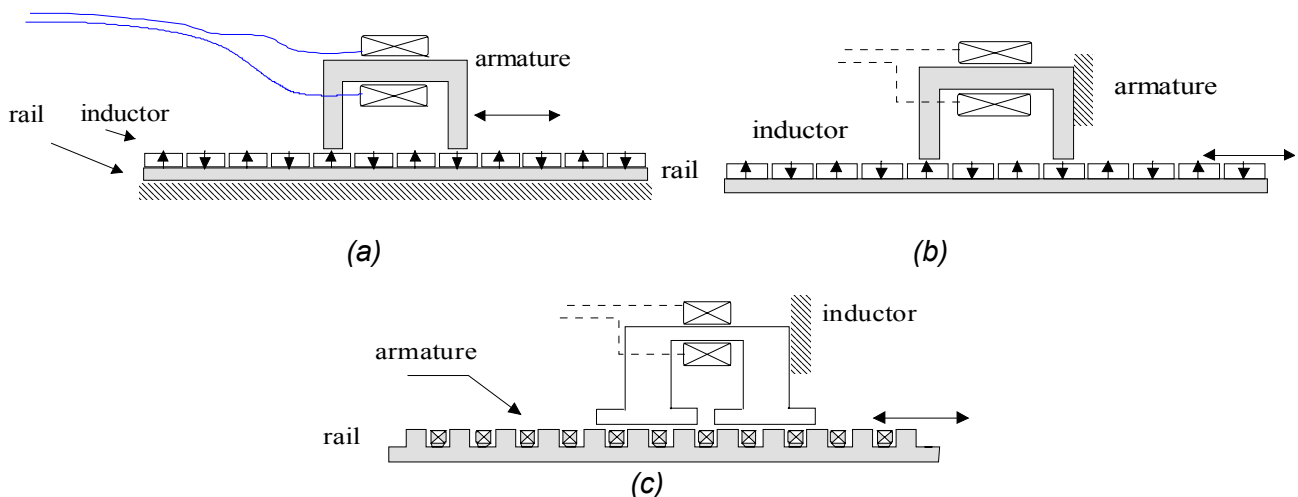 armature
rail
inductor
rail
(a)
armature
inductor
(b)
inductor
armature
rail
(c)